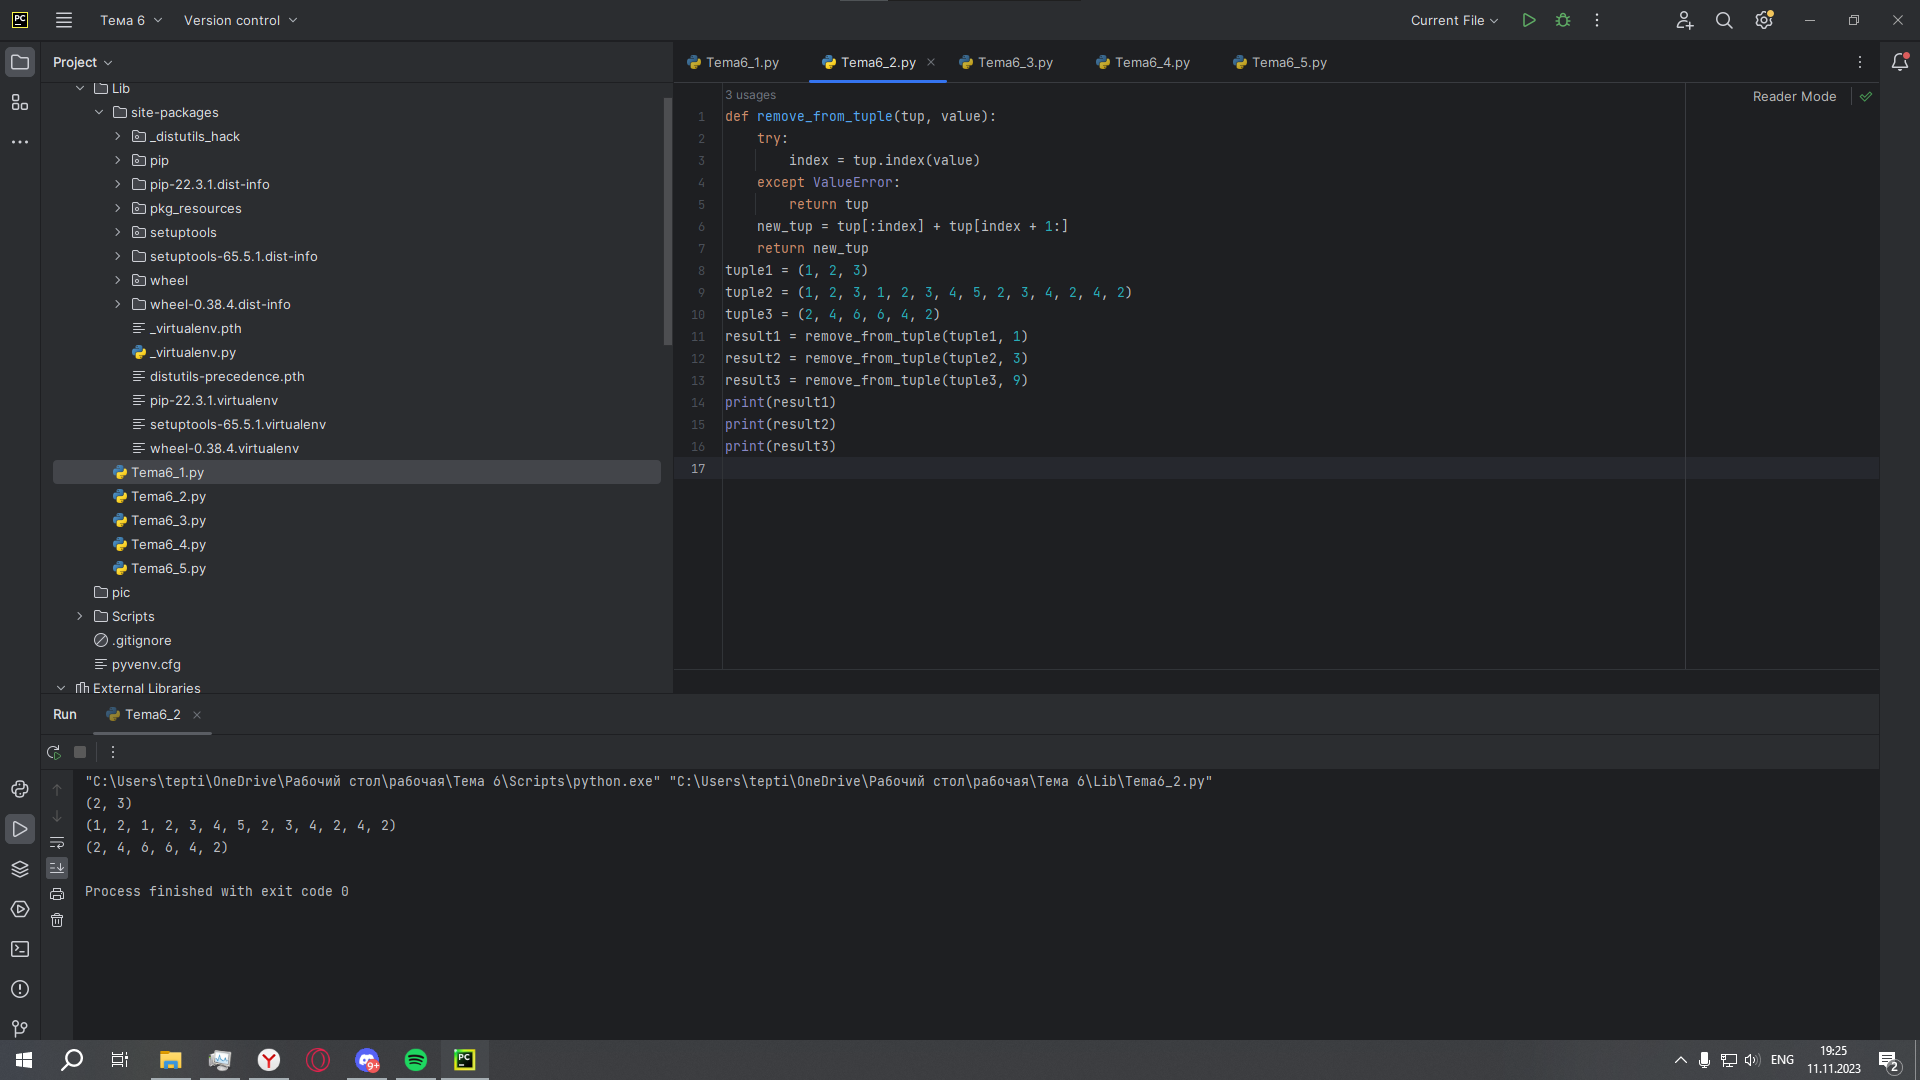 PC
Тема 6
Version control
Current File
Project
Lib
site-packages
_distutils_hack
pip
pip-22.3.1.dist-info
pkg_resources
setuptools
setuptools-65.5.1.dist-info
wheel
wheel-0.38.4.dist-info
_virtualenv.pth
_virtualenv.py
distutils-precedence.pth
pip-22.3.1.virtualenv
setuptools-65.5.1.virtualenv
wheel-0.38.4.virtualenv
Tema6_1.py
Tema6_2.py
Tema6_3.py
Tema6_4.py
Tema6_5.py
pic
Scripts
.gitignore
pyvenv.cfg
External Libraries
Tema6_1.py Tema6_2.py Tema6_3.py Tema6_4.py Tema6_5.py
Reader Mode
3 usages
1 def remove_from_tuple(tup, value):
2 try:
3 index = tup.index(value)
4 except ValueError:
5 return tup
6 new_tup = tup[:index] + tup[index + 1:]
7 return new_tup
8 tuple1 = (1, 2, 3)
9 tuple2 = (1, 2, 3, 1, 2, 3, 4, 5, 2, 3, 4, 2, 4, 2)
10 tuple3 = (2, 4, 6, 6, 4, 2)
11 result1 = remove_from_tuple(tuple1, 1)
12 result2 = remove_from_tuple(tuple2, 3)
13 result3 = remove_from_tuple(tuple3, 9)
14 print(result1)
15 print(result2)
16 print(result3)
17
Run Tema6_2
"C:\Users\tepti\OneDrive\Рабочий стол\рабочая\Тема 6\Scripts\python.exe" "C:\Users\tepti\OneDrive\Рабочий стол\рабочая\Тема 6\Lib\Tema6_2.py"
(2, 3)
(1, 2, 1, 2, 3, 4, 5, 2, 3, 4, 2, 4, 2)
(2, 4, 6, 6, 4, 2)
Process finished with exit code 0
9+
PC
ENG
19:25
11.11.2023
2